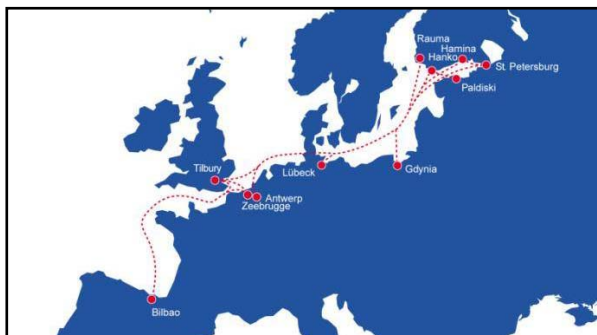 Rauma
Hamina
Hanko
St. Petersburg
Paldiski
Tilbury
Lübeck
Gdynia
Antwerp
Zeebrugge
Bilbao